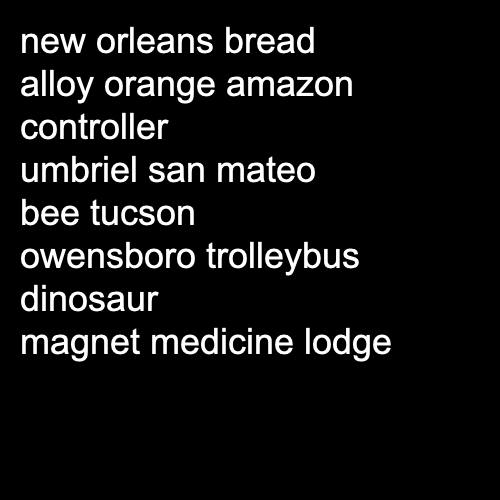 new orleans bread
alloy orange amazon
controller
umbriel san mateo
bee tucson
owensboro trolleybus
dinosaur
magnet medicine lodge